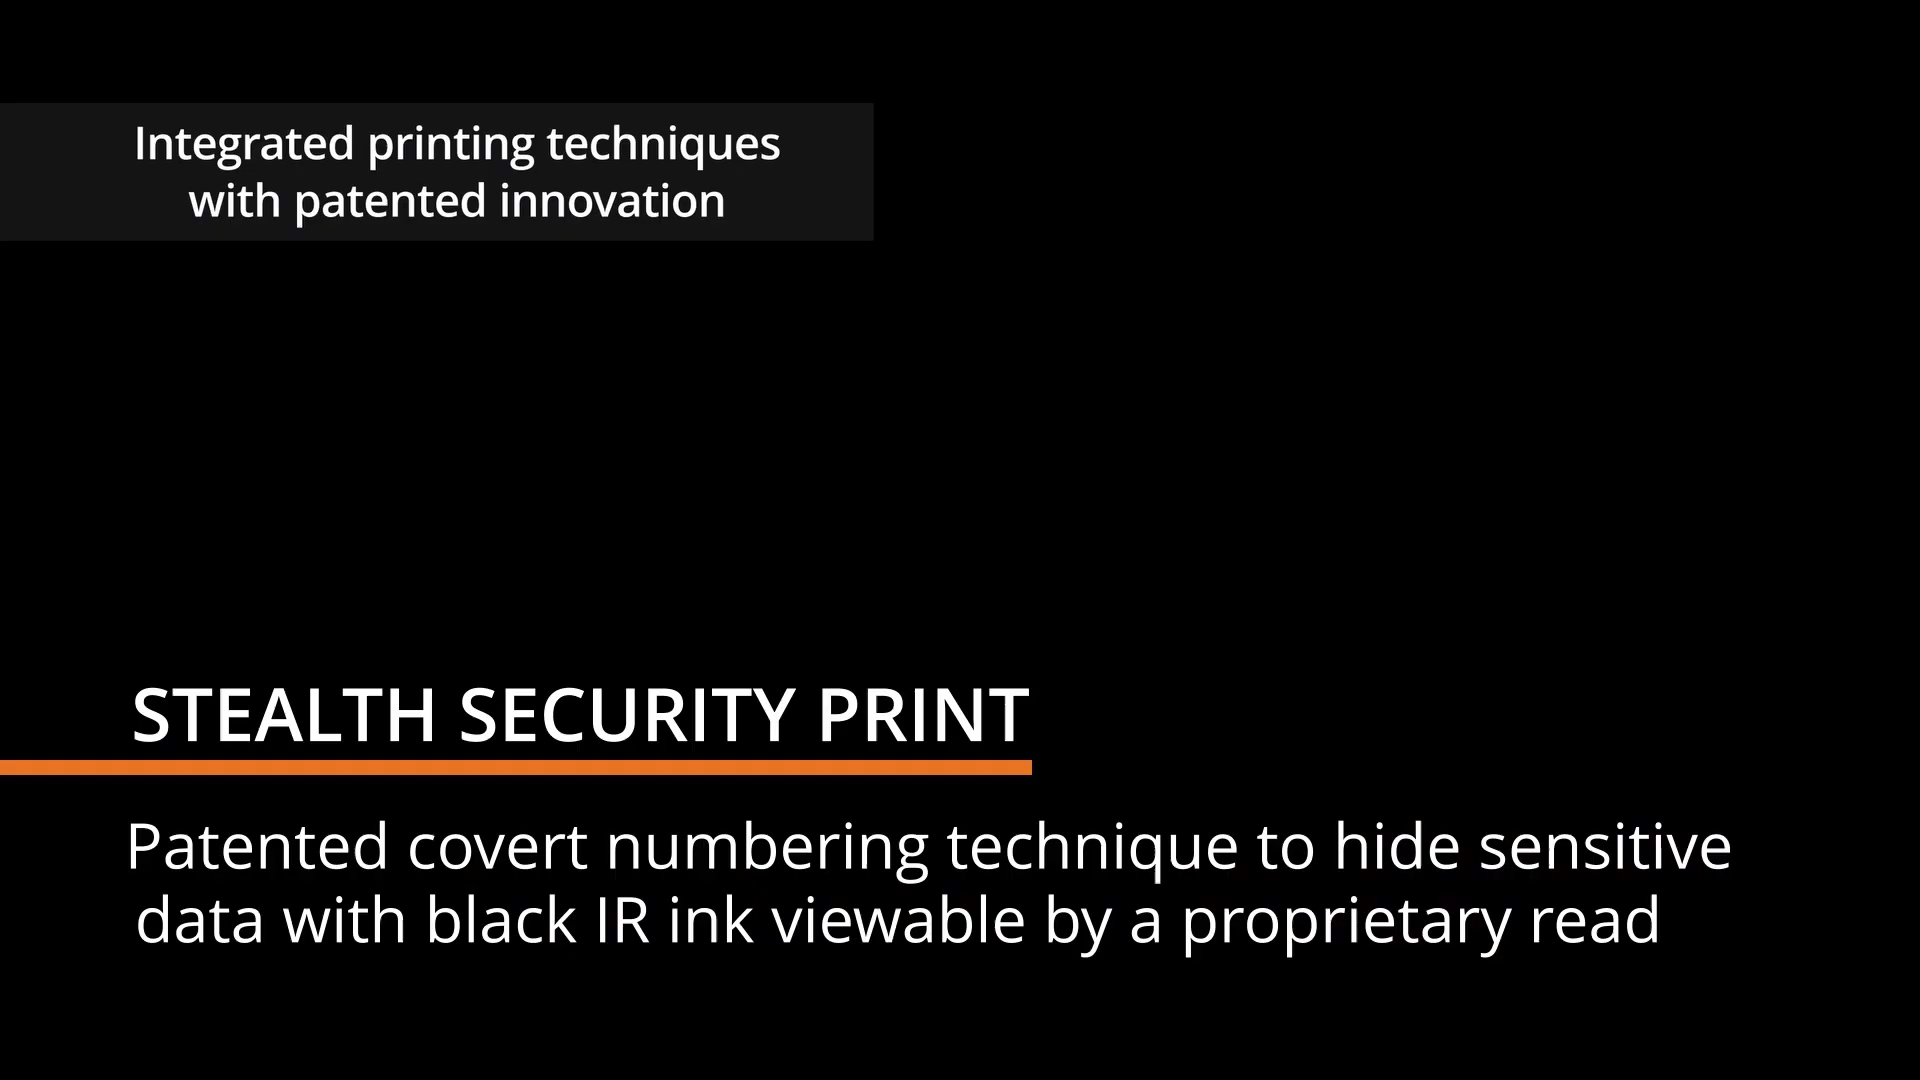 Integrated printing techniques
with patented innovation
STEALTH SECURITY PRINT
Patented covert numbering technique to hide sensitive
data with black IR ink viewable by a proprietary read